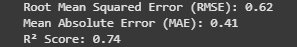 Root Mean Squared Error (RMSE): 0.62
Mean Absolute Error (MAE): 0.41
R² Score: 0.74